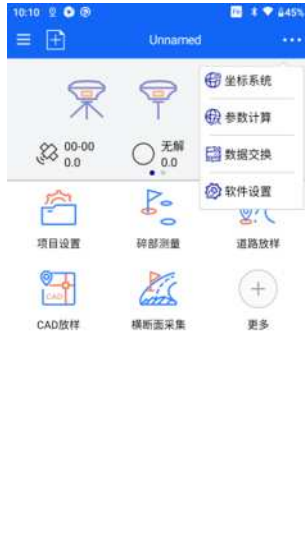 10:10 45%
Unnamed
坐标系统
参数计算
数据交换
软件设置
00-00
0.0
无解
0.0
项目设置 碎部测量 道路放样
CAD
CAD放样 横断面采集 更多